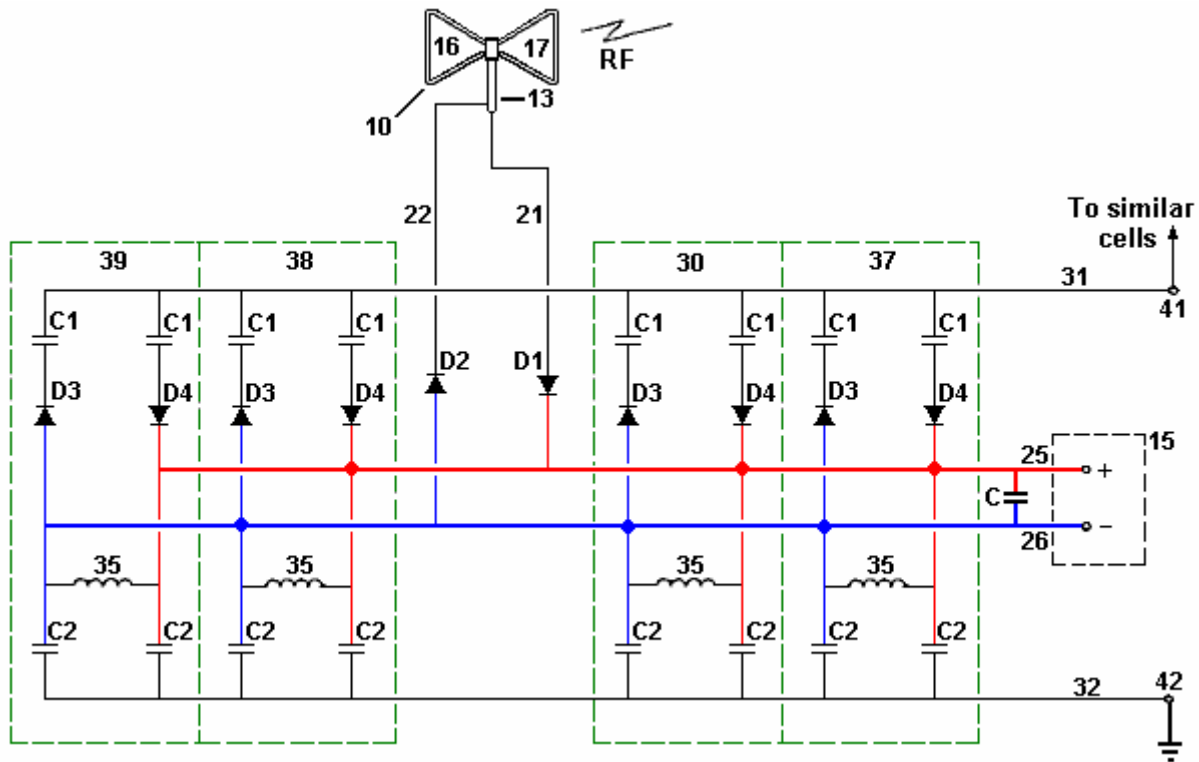 16 17
RF
13
10
22 21
To similar
cells
39 38 30 37
31
41
C1 C1 C1 C1 C1 C1 C1 C1
D2 D1
D3 D4 D3 D4 D3 D4 D3 D4
25 15
C +
26 -
35 35 35 35
C2 C2 C2 C2 C2 C2 C2 C2
32 42